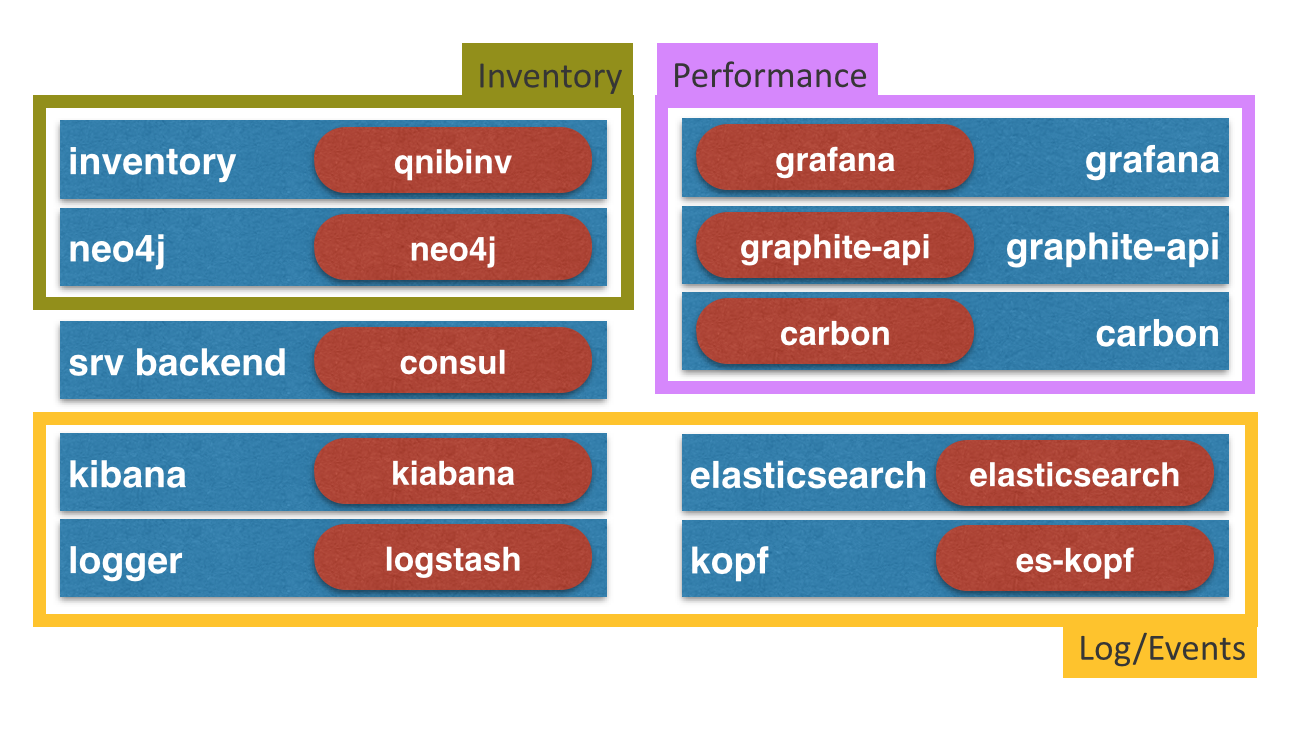 Inventory
inventory qnibinv
neo4j neo4j
srv backend consul
Performance
grafana grafana
graphite-api graphite-api
carbon carbon
kibana kiabana
logger logstash
elasticsearch elasticsearch
kopf es-kopf
Log/Events